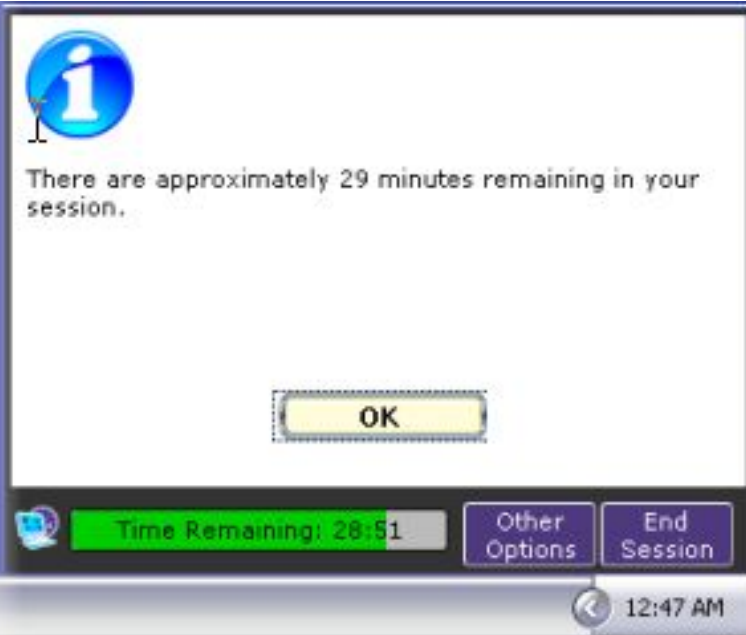 There are approximately 29 minutes remaining in your
session.
OK
Time Remaining: 28:51
Other
Options
End
Session
12:47 AM